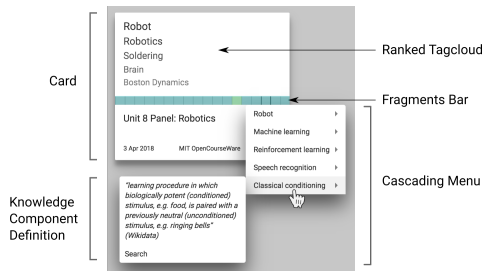 Robot
Robotics
Soldering
Brain
Boston Dynamics
Ranked Tagcloud
Card
Fragments Bar
Unit 8 Panel: Robotics
3 Apr 2018 MIT OpenCourseWare
Robot
Machine learning
Reinforcement learning
Speech recognition
Classical conditioning
Cascading Menu
Knowledge
Component
Definition
"learning procedure in which
biologically potent (conditioned)
stimulus, e.g. food, is paired with a
previously neutral (unconditioned)
stimulus, e.g. ringing bells"
(Wikidata)
Search